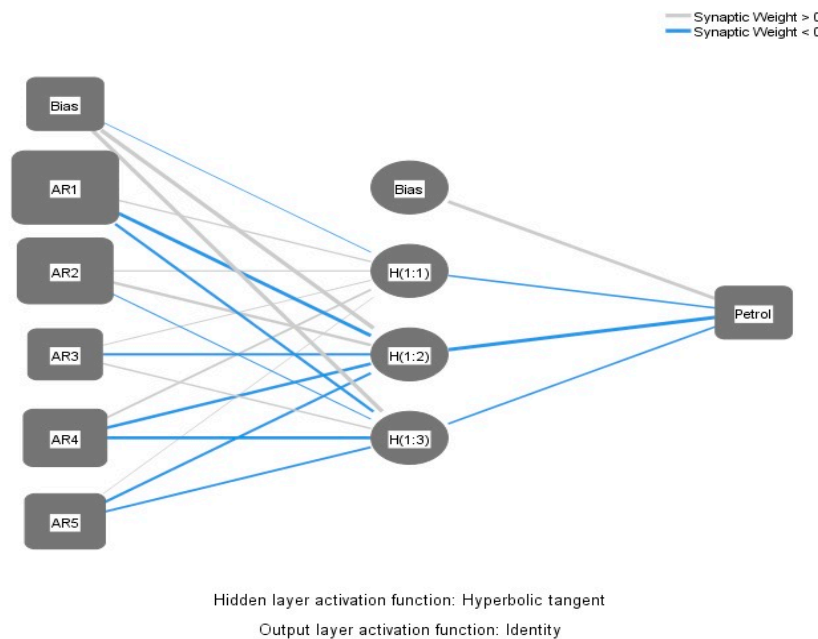 Synaptic Weight > 0
Synaptic Weight < 0
Bias
AR1
AR2
AR3
AR4
AR5
Bias
H(1:1)
H(1:2)
H(1:3)
Petrol
Hidden layer activation function: Hyperbolic tangent
Output layer activation function: Identity